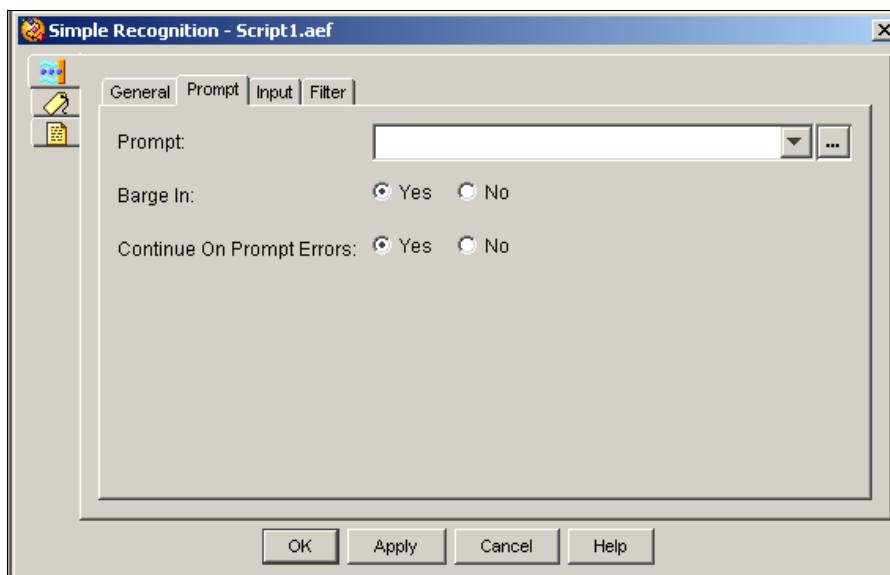 Simple Recognition - Script1.aef
General Prompt Input Filter
Prompt: ...
Barge In: Yes No
Continue On Prompt Errors: Yes No
OK Apply Cancel Help